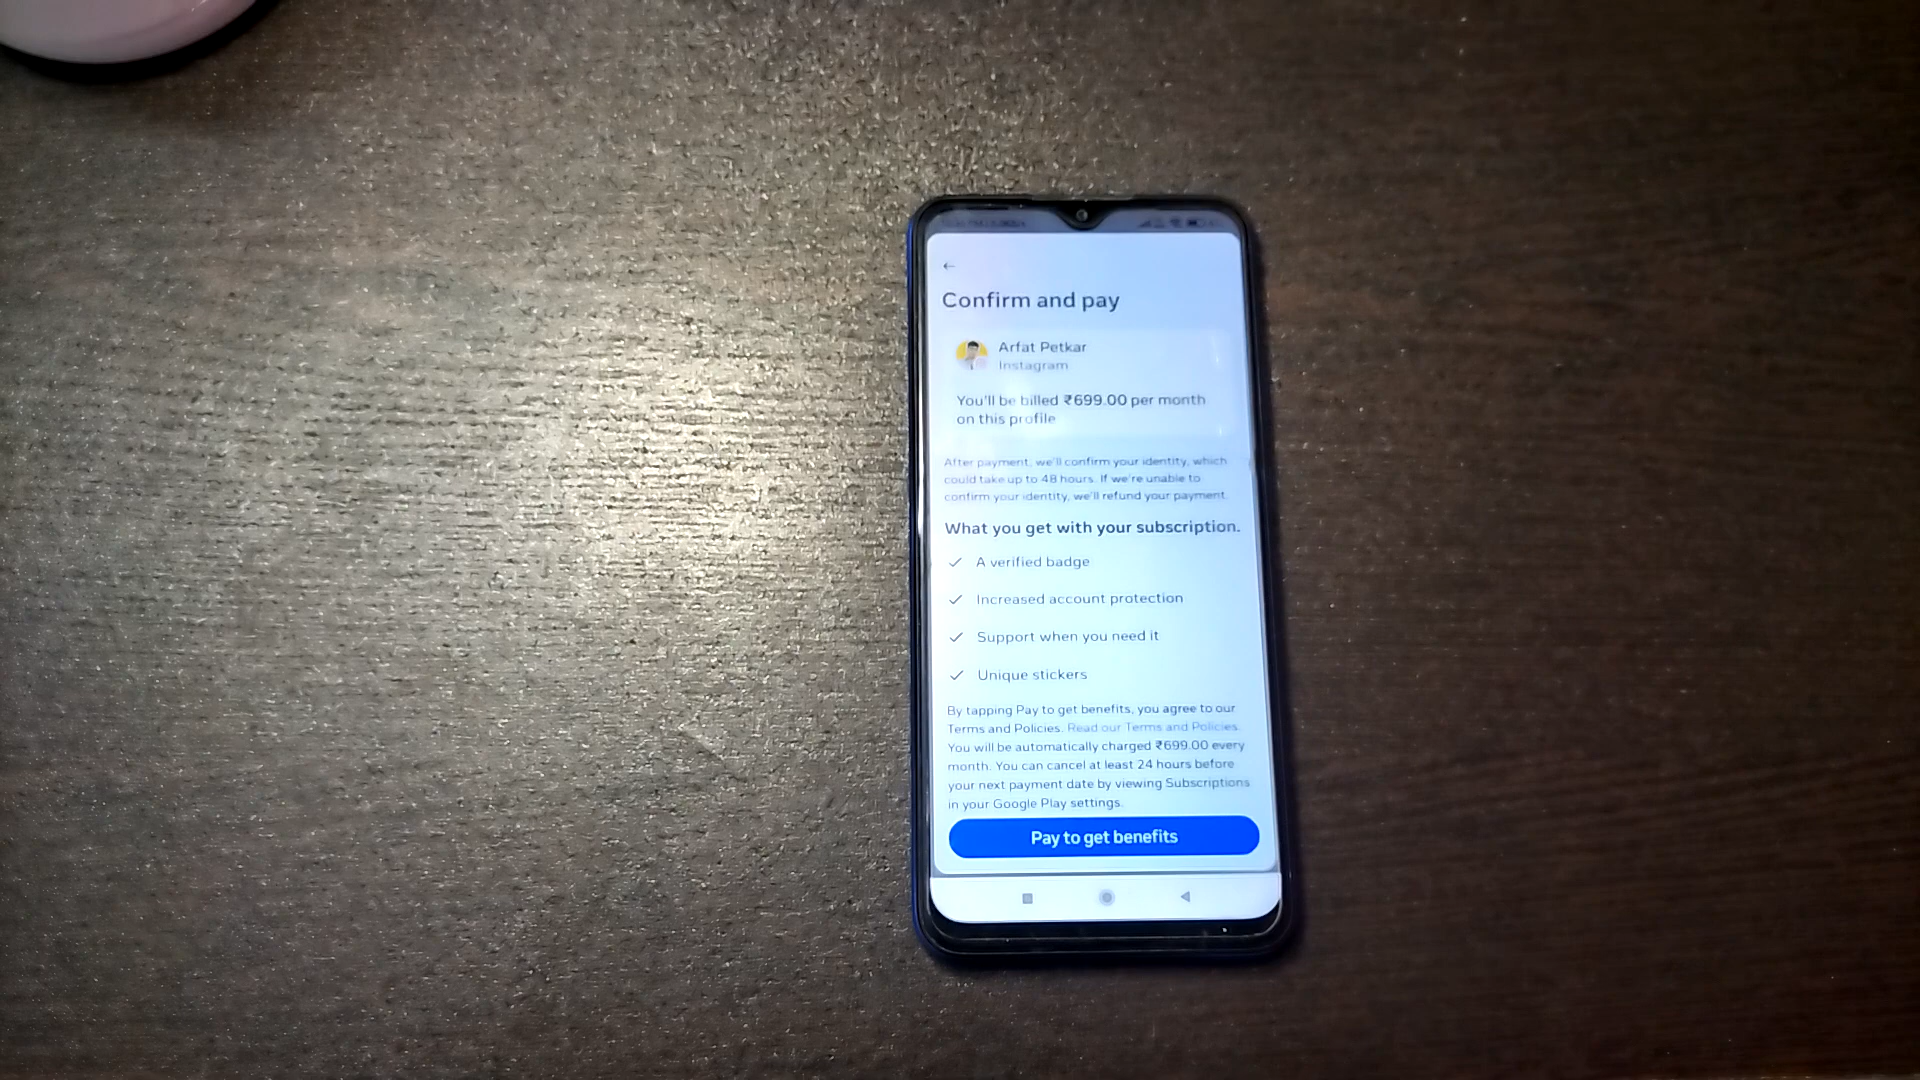 ←
Confirm and pay
Arfat Petkar
Instagram
You'll be billed ₹699.00 per month
on this profile
After payment, we'll confirm your identity, which
could take up to 48 hours. If we're unable to
confirm your identity, we'll refund your payment.
What you get with your subscription.
A verified badge
Increased account protection
Support when you need it
Unique stickers
By tapping Pay to get benefits, you agree to our
Terms and Policies. Read our Terms and Policies.
You will be automatically charged ₹699.00 every
month. You can cancel at least 24 hours before
your next payment date by viewing Subscriptions
in your Google Play settings.
Pay to get benefits